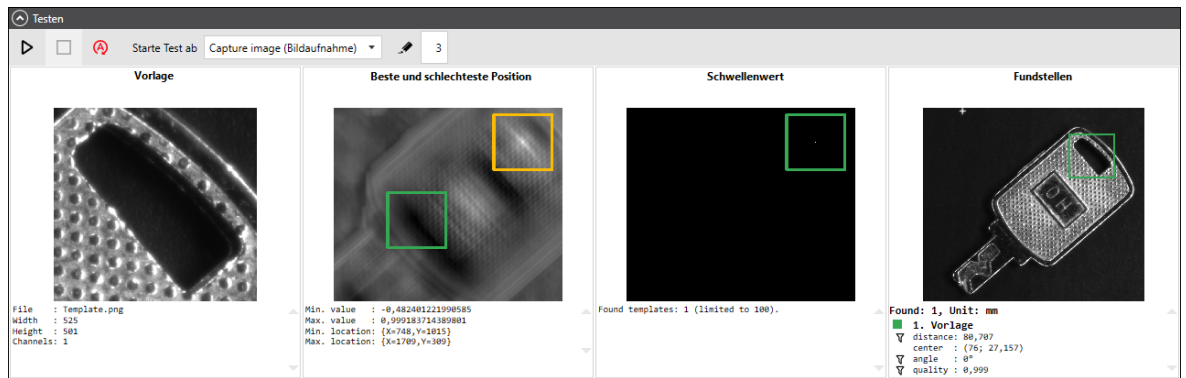 Testen
Starte Test ab Capture image (Bildaufnahme) 3
Vorlage
File : Template.png
Width : 525
Height : 501
Channels: 1
Beste und schlechteste Position
Min. value : -0,482401221990585
Max. value : 0,999183714389801
Min. location: {X=748,Y=1015}
Max. location: {X=1709,Y=309}
Schwellenwert
Found templates: 1 (limited to 100).
Fundstellen
OH
Found: 1, Unit: mm
1. Vorlage
distance: 80,707
center : (76; 27,157)
angle : 0°
quality : 0,999